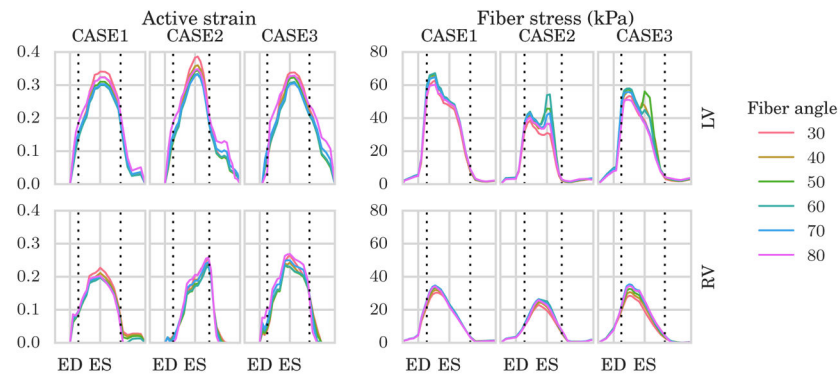 Active strain
Fiber stress (kPa)
CASE1 CASE2 CASE3
CASE1 CASE2 CASE3
0.4
0.3
0.2
0.1
0.0
80
60
40
20
0
LV
0.4
0.3
0.2
0.1
0.0
80
60
40
20
0
RV
ED ES ED ES ED ES
ED ES ED ES ED ES
Fiber angle
30
40
50
60
70
80